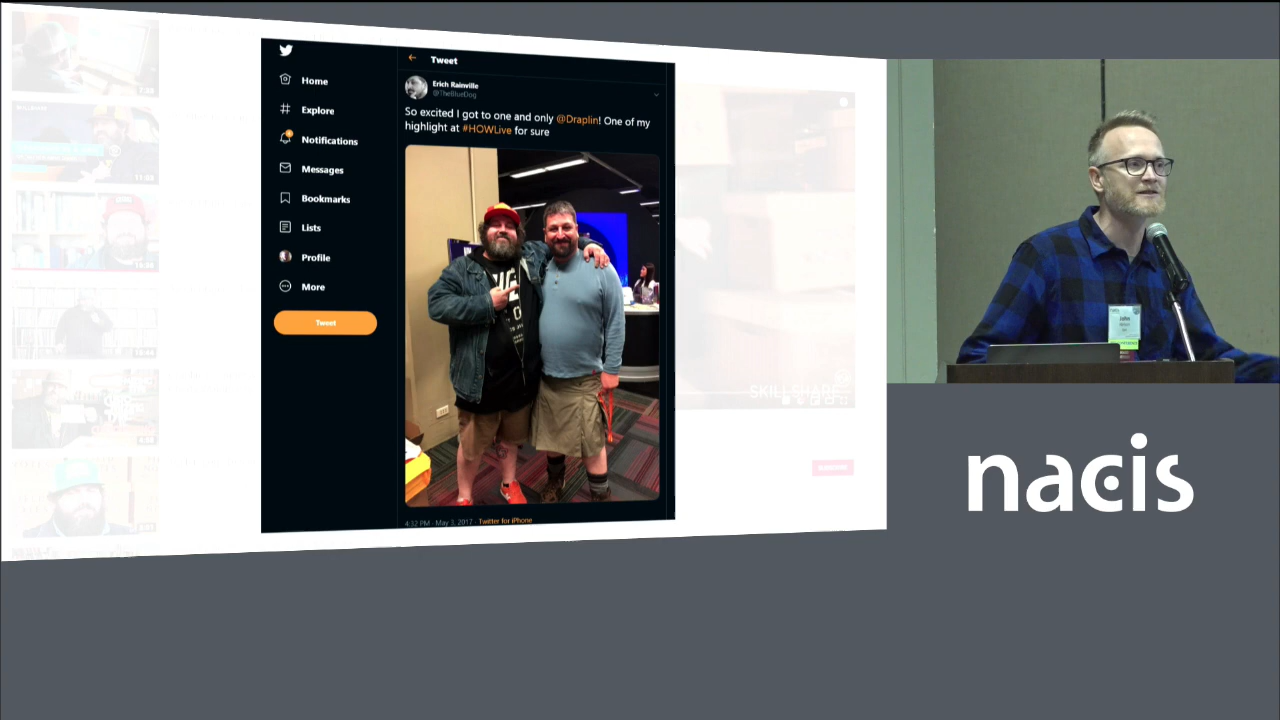 Tweet
Erich Rainville
@TheBlueDog
So excited I got to one and only @Draplin! One of my
highlight at #HOWLive for sure
Home
Explore
Notifications
Messages
Bookmarks
Lists
Profile
More
Tweet
4:32 PM · May 3, 2017 · Twitter for iPhone
SKILLSHARE
John
nacis